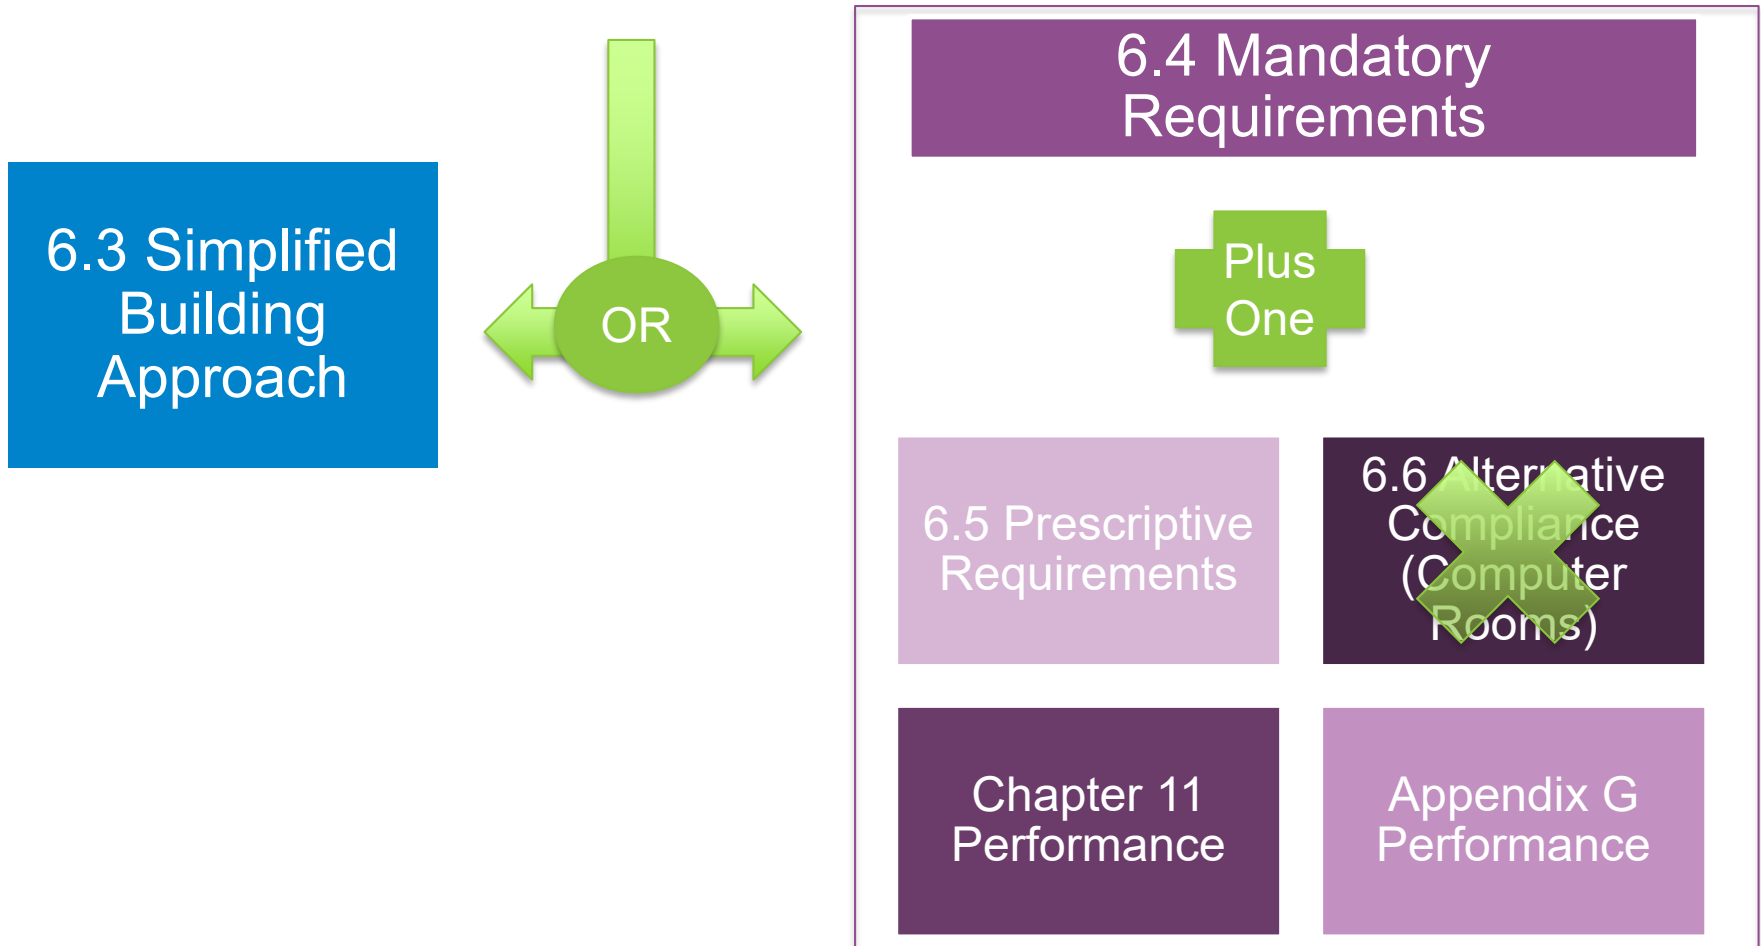 6.3 Simplified
Building
Approach
OR
6.4 Mandatory
Requirements
Plus
One
6.5 Prescriptive
Requirements
6.6 Alternative
Compliance
(Computer
Rooms)
Chapter 11
Performance
Appendix G
Performance